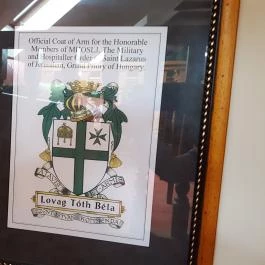 Official Coat of Arm for the Honorable
Members of MHOSLJ, The Military
and Hospitaller Order of Saint Lazarus
of Jerusalem, Grand Priory of Hungary.
Lovag Tóth Béla